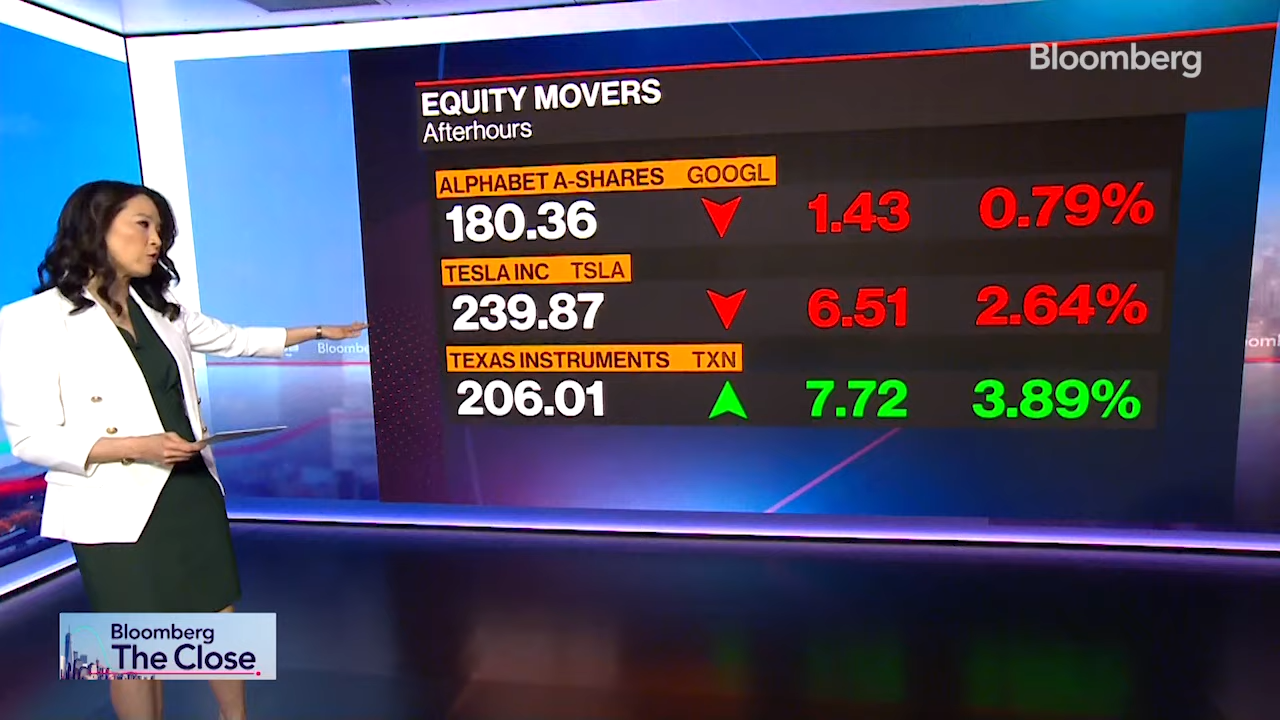 Bloomberg
EQUITY MOVERS
Afterhours
ALPHABET A-SHARES GOOGL
180.36 1.43 0.79%
TESLA INC TSLA
239.87 6.51 2.64%
TEXAS INSTRUMENTS TXN
206.01 7.72 3.89%
Bloomberg
The Close